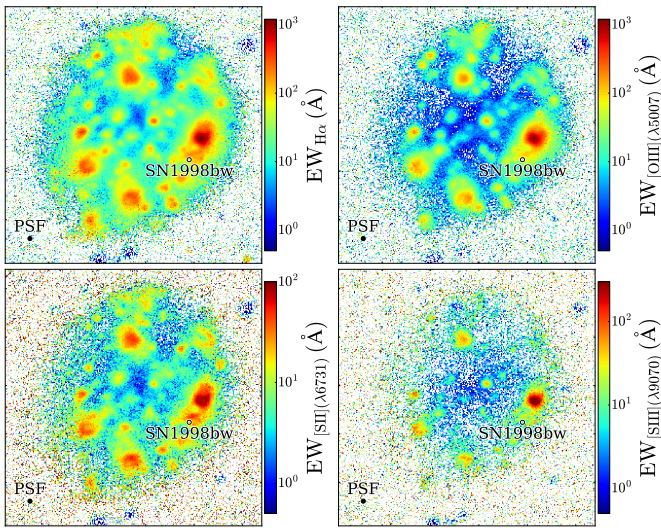 10³
10²
10¹
10⁰
EW_Hα (Å)
SN1998bw
PSF
10³
10²
10¹
10⁰
EW_[OIII](λ5007) (Å)
SN1998bw
PSF
10²
10¹
10⁰
EW_[SII](λ6731) (Å)
SN1998bw
PSF
10²
10¹
10⁰
EW_[SIII](λ9070) (Å)
SN1998bw
PSF